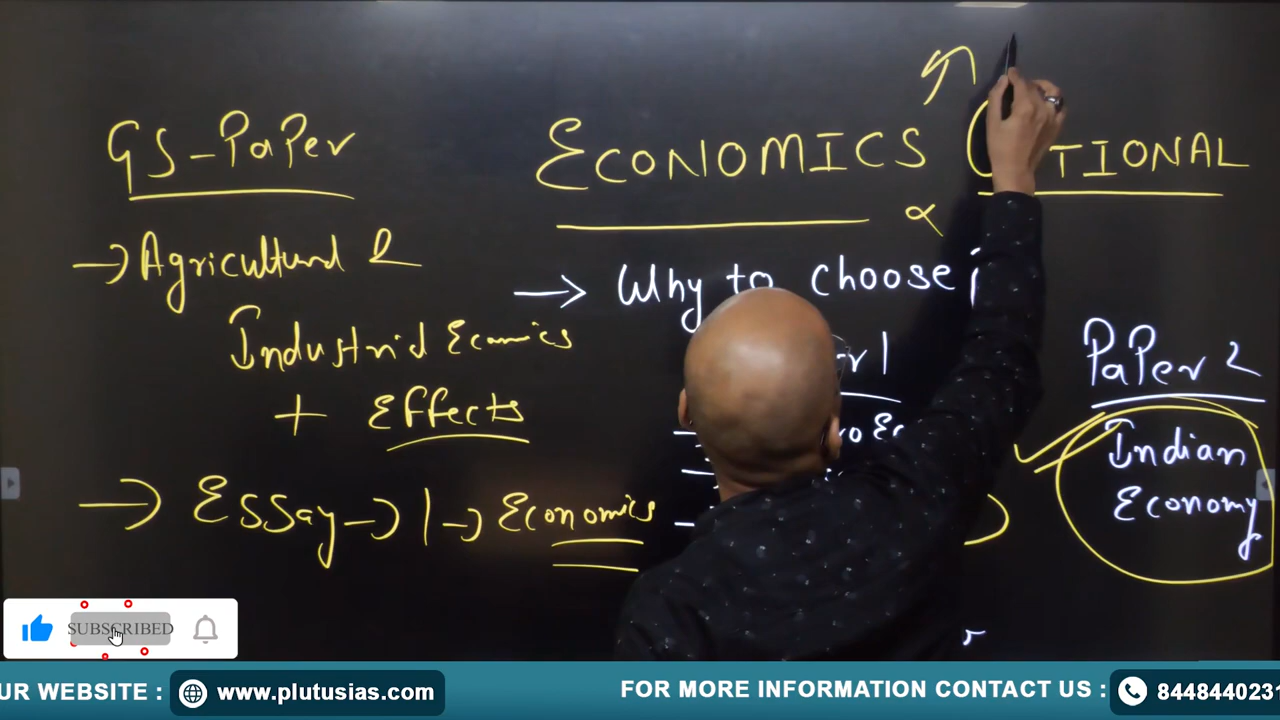 GS-PaPer
ECONOMICS TIONAL
→ Agricultural &
Industrial Ecomics
+ Effects
→ Essay → 1 → Economics
→ Why to choose
PaPer 2
Indian
Economy
SUBSCRIBED
UR WEBSITE : www.plutusias.com
FOR MORE INFORMATION CONTACT US : 8448440231